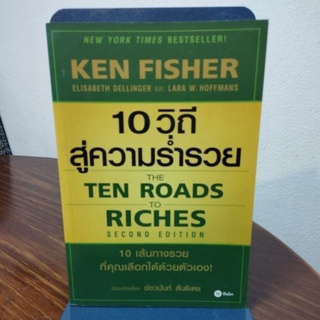 NEW YORK TIMES BESTSELLER!
KEN FISHER
ELISABETH DELLINGER และ LARA W. HOFFMANS
10 วิถี
สู่ความร่ำรวย
THE
TEN ROADS
TO
RICHES
SECOND EDITION
10 เส้นทางรวย
ที่คุณเลือกได้ด้วยตัวเอง!